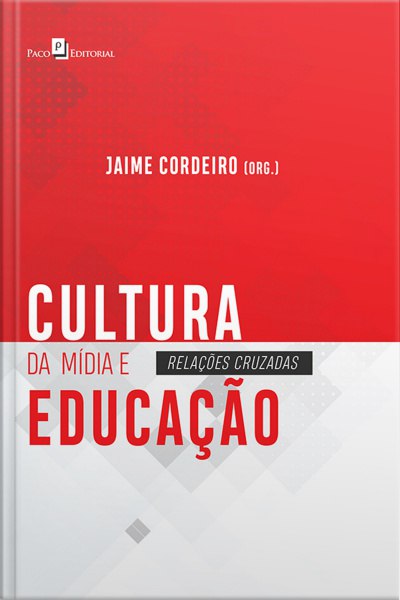 PACO EDITORIAL
JAIME CORDEIRO (ORG.)
CULTURA
DA MÍDIA E RELAÇÕES CRUZADAS
EDUCAÇÃO